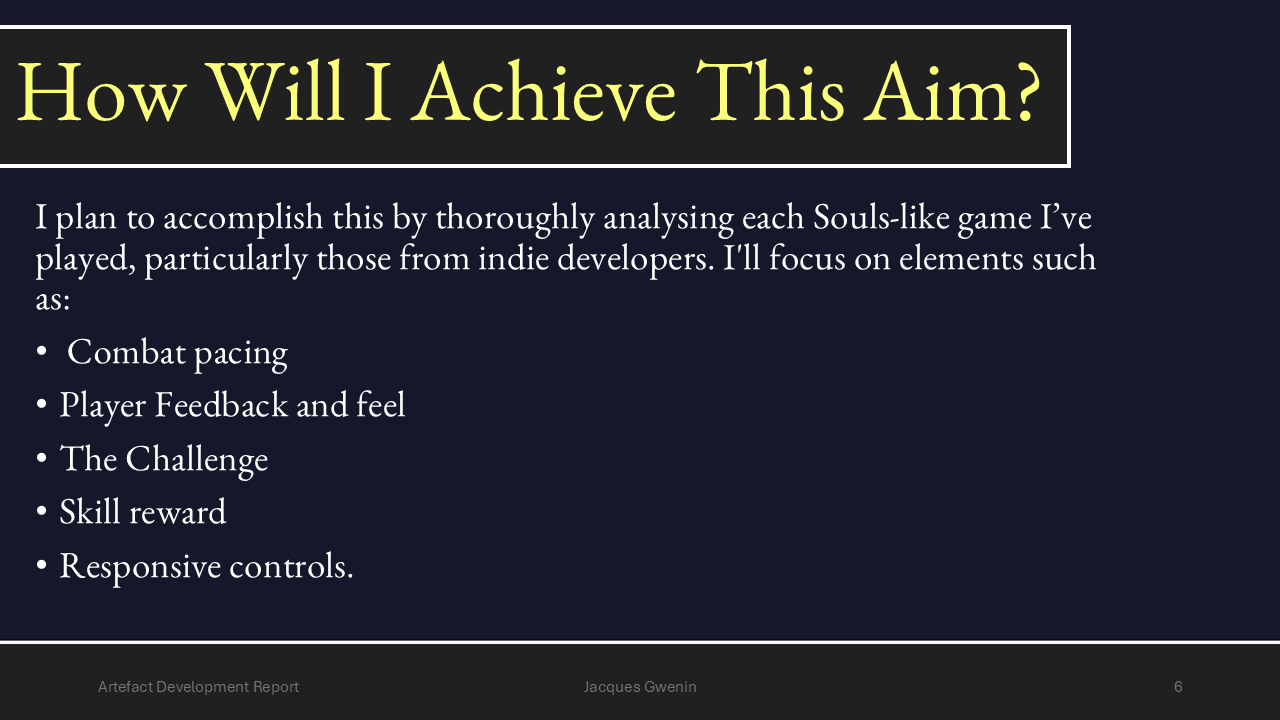 How Will I Achieve This Aim?
I plan to accomplish this by thoroughly analysing each Souls-like game I’ve
played, particularly those from indie developers. I'll focus on elements such
as:
• Combat pacing
• Player Feedback and feel
• The Challenge
• Skill reward
• Responsive controls.
Artefact Development Report
Jacques Gwenin
6